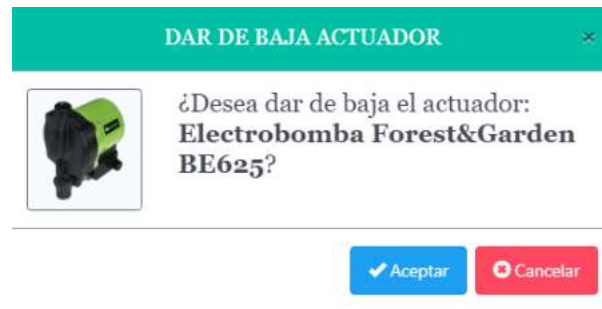 DAR DE BAJA ACTUADOR
¿Desea dar de baja el actuador:
Electrobomba Forest&Garden
BE625?
Aceptar
Cancelar